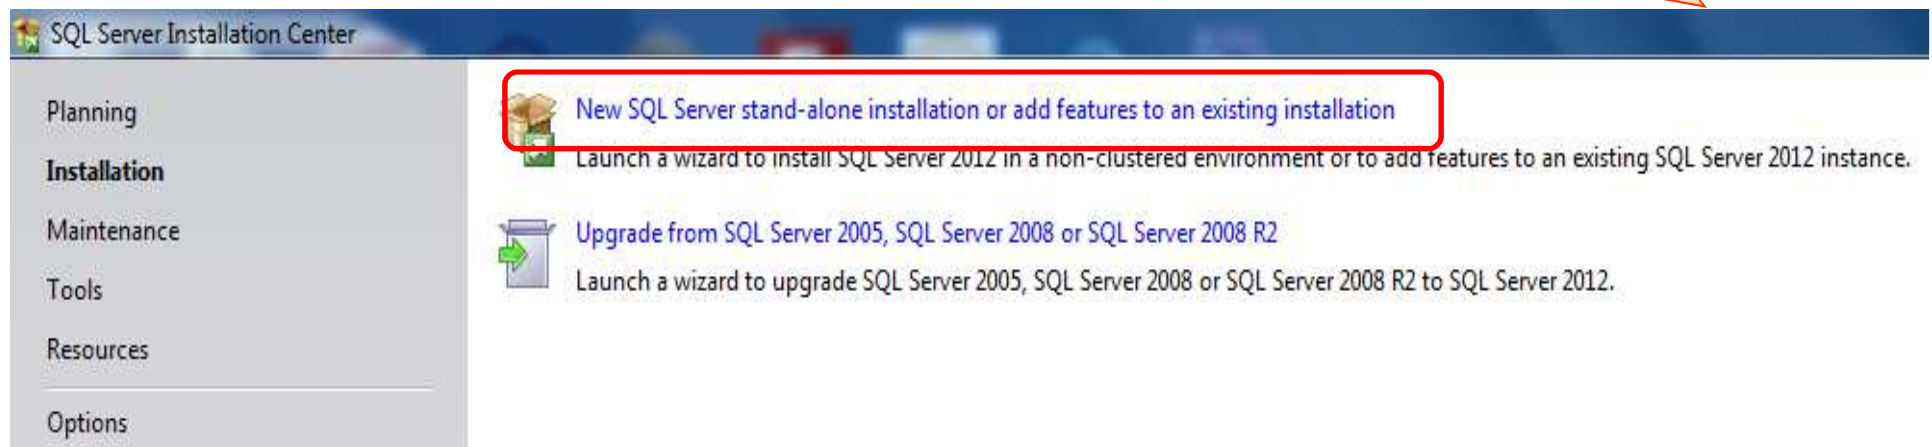 SQL Server Installation Center
Planning
Installation
Maintenance
Tools
Resources
Options
New SQL Server stand-alone installation or add features to an existing installation
Launch a wizard to install SQL Server 2012 in a non-clustered environment or to add features to an existing SQL Server 2012 instance.
Upgrade from SQL Server 2005, SQL Server 2008 or SQL Server 2008 R2
Launch a wizard to upgrade SQL Server 2005, SQL Server 2008 or SQL Server 2008 R2 to SQL Server 2012.